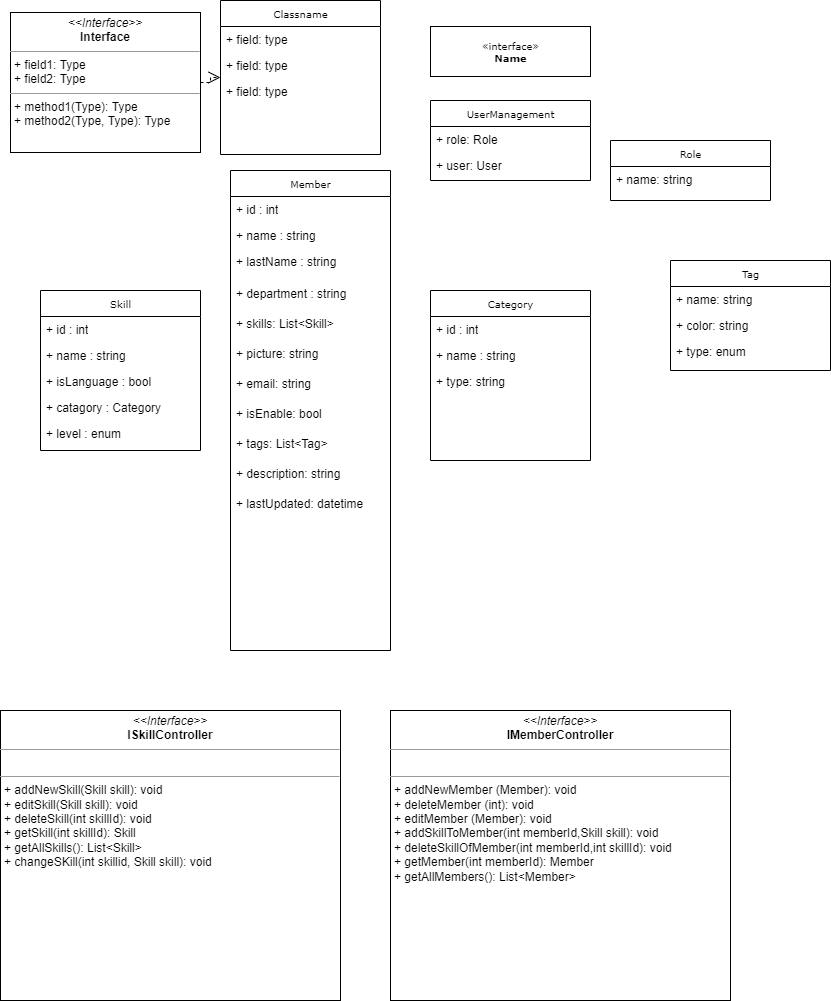 <<Interface>>
Interface
+ field1: Type
+ field2: Type
+ method1(Type): Type
+ method2(Type, Type): Type
Classname
+ field: type
+ field: type
+ field: type
«interface»
Name
UserManagement
+ role: Role
+ user: User
Role
+ name: string
Member
+ id : int
+ name : string
+ lastName : string
+ department : string
+ skills: List<Skill>
+ picture: string
+ email: string
+ isEnable: bool
+ tags: List<Tag>
+ description: string
+ lastUpdated: datetime
Skill
+ id : int
+ name : string
+ isLanguage : bool
+ catagory : Category
+ level : enum
Category
+ id : int
+ name : string
+ type: string
Tag
+ name: string
+ color: string
+ type: enum
<<Interface>>
ISkillController
+ addNewSkill(Skill skill): void
+ editSkill(Skill skill): void
+ deleteSkill(int skillId): void
+ getSkill(int skillId): Skill
+ getAllSkills(): List<Skill>
+ changeSKill(int skillid, Skill skill): void
<<Interface>>
IMemberController
+ addNewMember (Member): void
+ deleteMember (int): void
+ editMember (Member): void
+ addSkillToMember(int memberId,Skill skill): void
+ deleteSkillOfMember(int memberId,int skillId): void
+ getMember(int memberId): Member
+ getAllMembers(): List<Member>